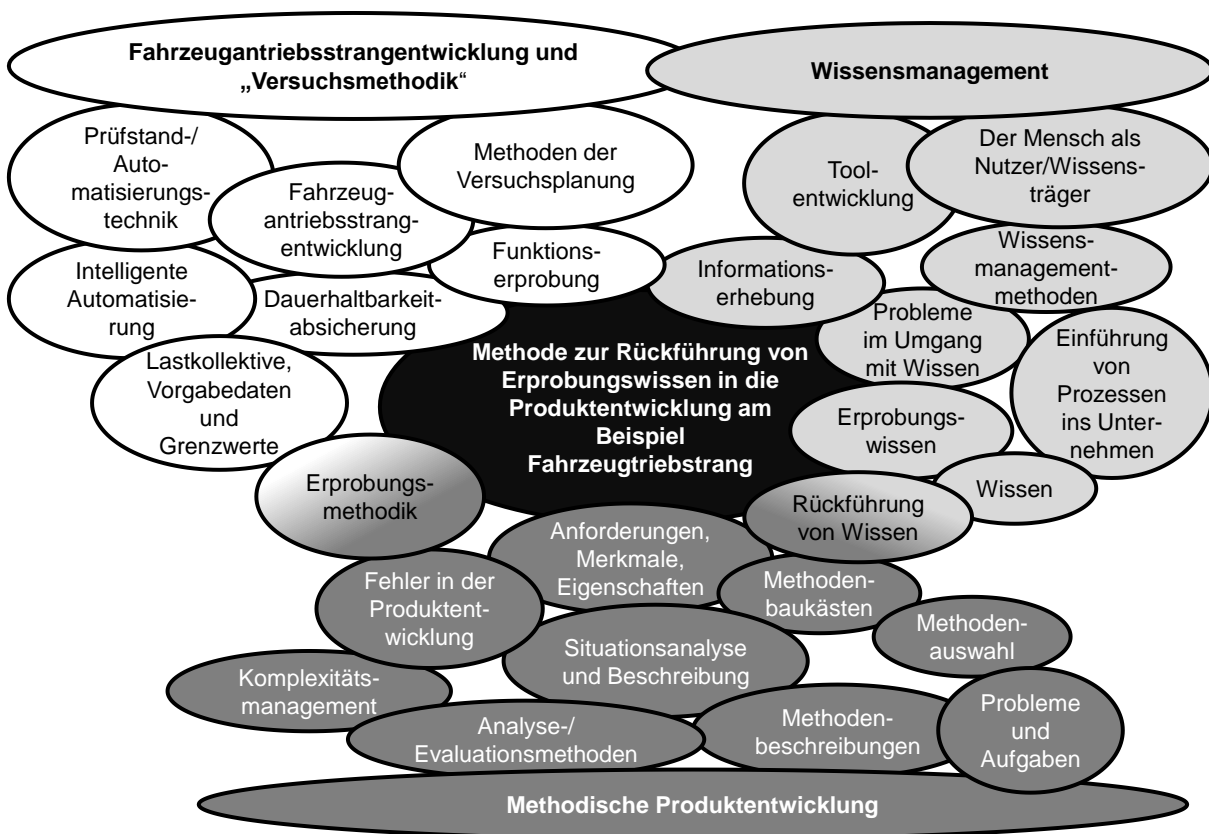 Fahrzeugantriebsstrangentwicklung und
„Versuchsmethodik“
Wissensmanagement
Prüfstand-/
Auto-
matisierungs-
technik
Fahrzeug-
antriebsstrang-
entwicklung
Methoden der
Versuchsplanung
Tool-
entwicklung
Der Mensch als
Nutzer/Wissens-
träger
Intelligente
Automatisie-
rung
Dauerhaltbarkeit-
absicherung
Funktions-
erprobung
Informations-
erhebung
Wissens-
management-
methoden
Lastkollektive,
Vorgabedaten
und
Grenzwerte
Methode zur Rückführung von
Erprobungswissen in die
Produktentwicklung am
Beispiel
Fahrzeugtriebstrang
Probleme
im Umgang
mit Wissen
Einführung
von
Prozessen
ins Unter-
nehmen
Erprobungs-
wissen
Erprobungs-
methodik
Rückführung
von Wissen
Wissen
Anforderungen,
Merkmale,
Eigenschaften
Fehler in der
Produktent-
wicklung
Methoden-
baukästen
Methoden-
auswahl
Situationsanalyse
und Beschreibung
Komplexitäts-
management
Analyse-/
Evaluationsmethoden
Methoden-
beschreibungen
Probleme
und
Aufgaben
Methodische Produktentwicklung